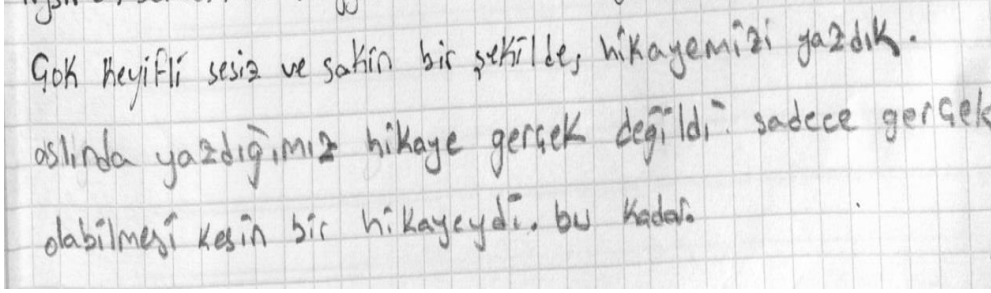 Çok keyifli sesiz ve sakin bir şekilde, hikayemizi yazdık.
aslında yazdığımız hikaye gerçek değildi. sadece gerçek
olabilmesi kesin bir hikayeydi. bu kadar.